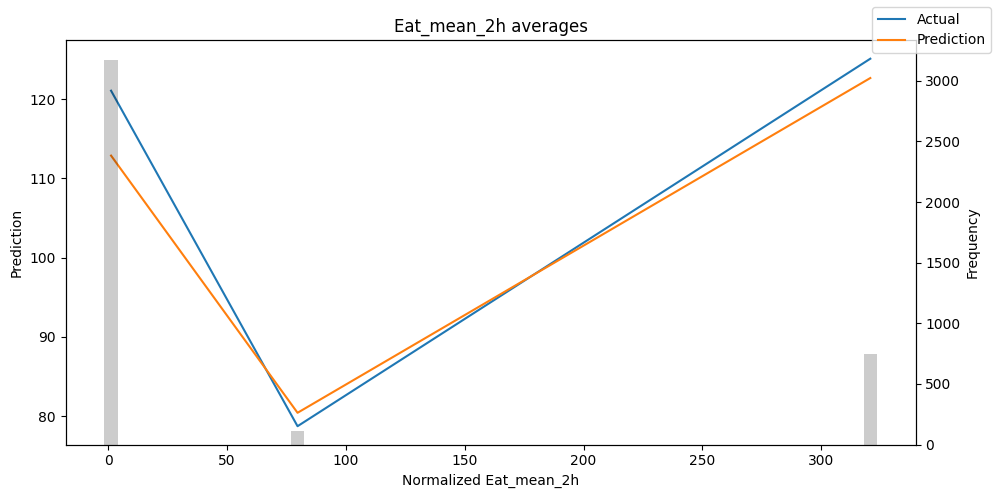 Eat_mean_2h averages
Actual
Prediction
120
110
100
90
80
Prediction
3000
2500
2000
1500
1000
500
0
Frequency
0 50 100 150 200 250 300
Normalized Eat_mean_2h